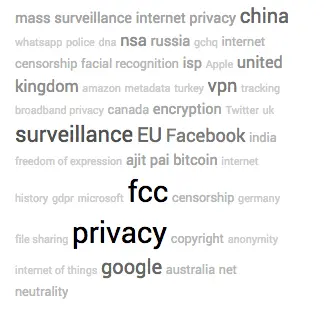 mass surveillance internet privacy china
whatsapp police dna nsa russia gchq internet
censorship facial recognition isp Apple united
kingdom amazon metadata turkey vpn tracking
broadband privacy canada encryption Twitter uk
surveillance EU Facebook india
freedom of expression ajit pai bitcoin internet
history gdpr microsoft fcc censorship germany
file sharing privacy copyright anonymity
internet of things google australia net
neutrality